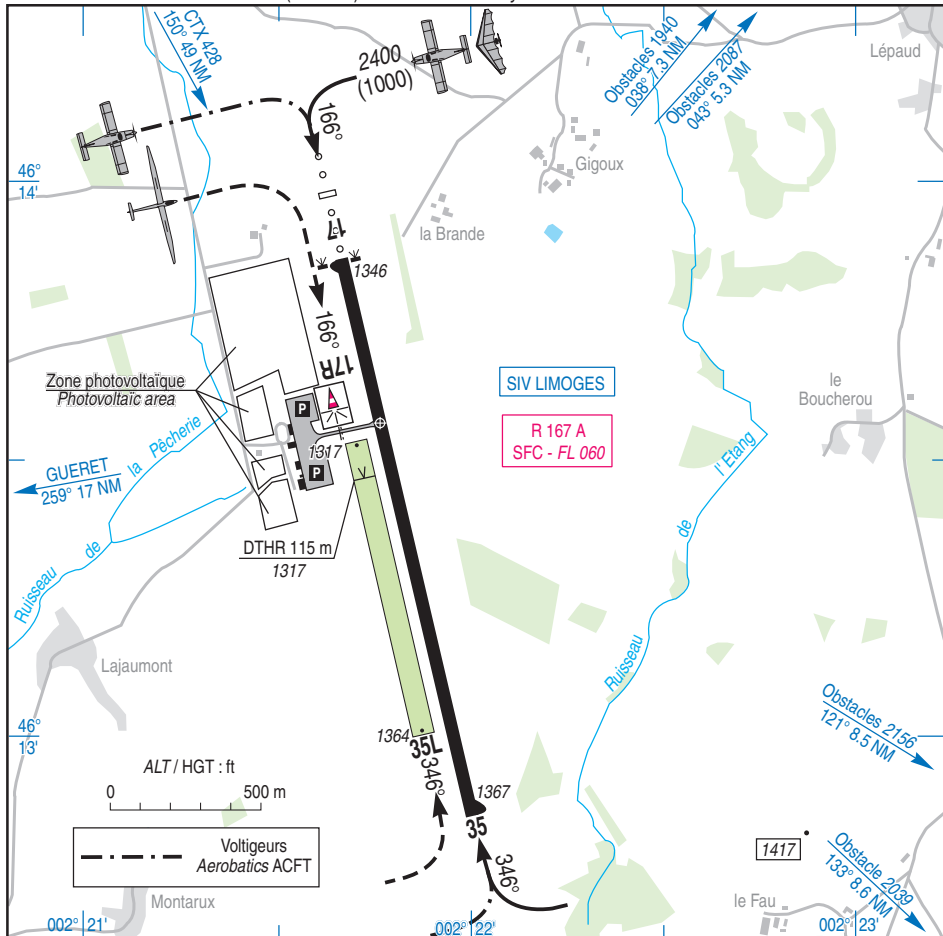 CTX 428
150° 49 NM
2400
(1000)
Obstacles 1940
038° 7.3 NM
Obstacles 2087
043° 5.3 NM
Lépaud
166°
46°
14'
Gigoux
la Brande
17
1346
166°
17R
Zone photovoltaïque
Photovoltaïc area
SIV LIMOGES
R 167 A
SFC - FL 060
le
Boucherou
P
1317
P
GUERET
259° 17 NM
Ruisseau de la Pêcherie
DTHR 115 m
1317
Ruisseau de l'Etang
Lajaumont
46°
13'
1364
35L
346°
Obstacles 2156
121° 8.5 NM
ALT / HGT : ft
0 500 m
1367
35
346°
Voltigeurs
Aerobatics ACFT
1417
Obstacle 2039
133° 8.6 NM
Montarux
le Fau
002° 21'
002° 22'
002° 23'